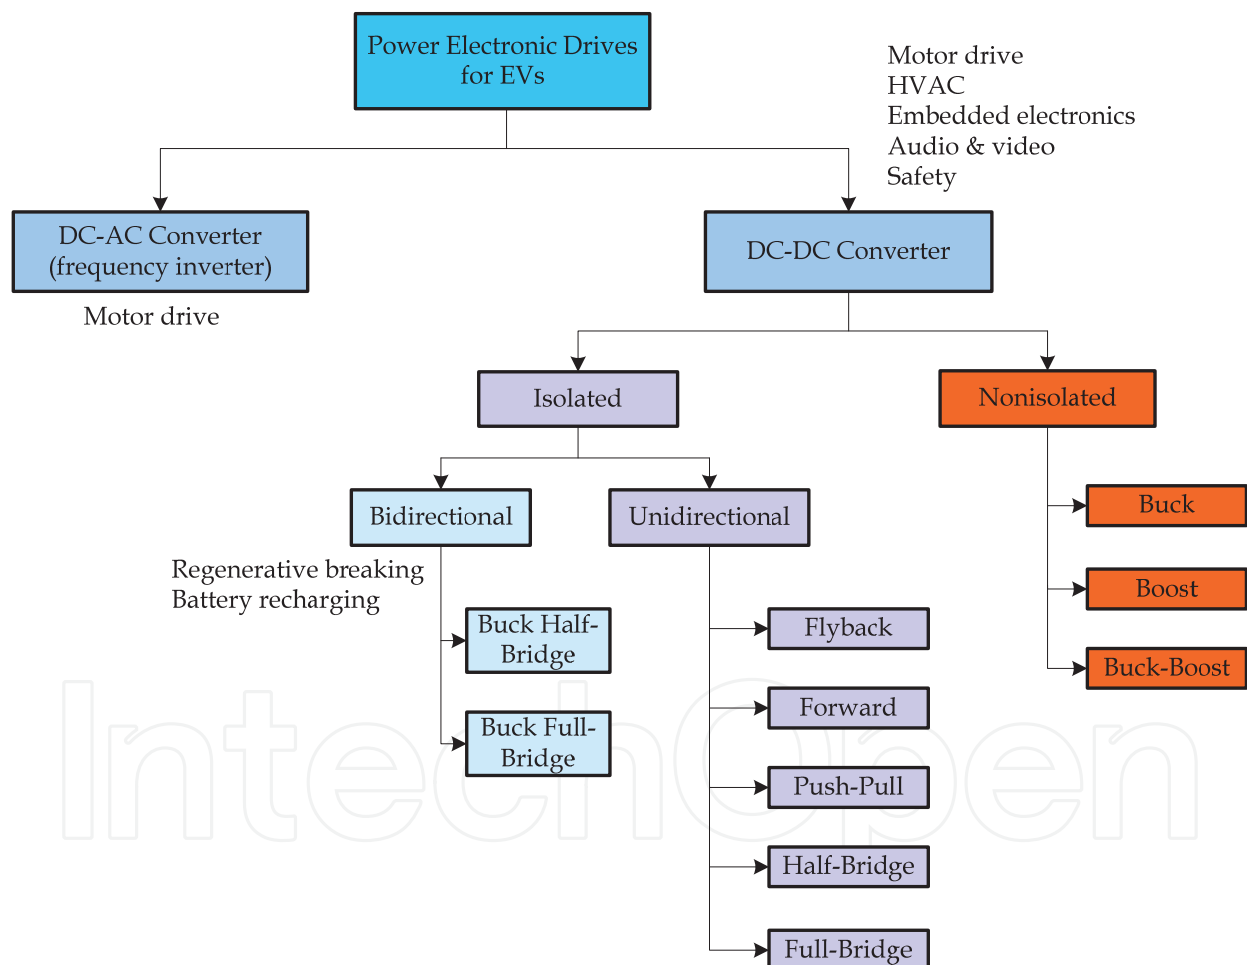 Power Electronic Drives
for EVs
Motor drive
HVAC
Embedded electronics
Audio & video
Safety
DC-AC Converter
(frequency inverter)
Motor drive
DC-DC Converter
Isolated
Nonisolated
Bidirectional
Unidirectional
Regenerative breaking
Battery recharging
Buck Half-
Bridge
Buck Full-
Bridge
Flyback
Forward
Push-Pull
Half-Bridge
Full-Bridge
Buck
Boost
Buck-Boost
IntechOpen